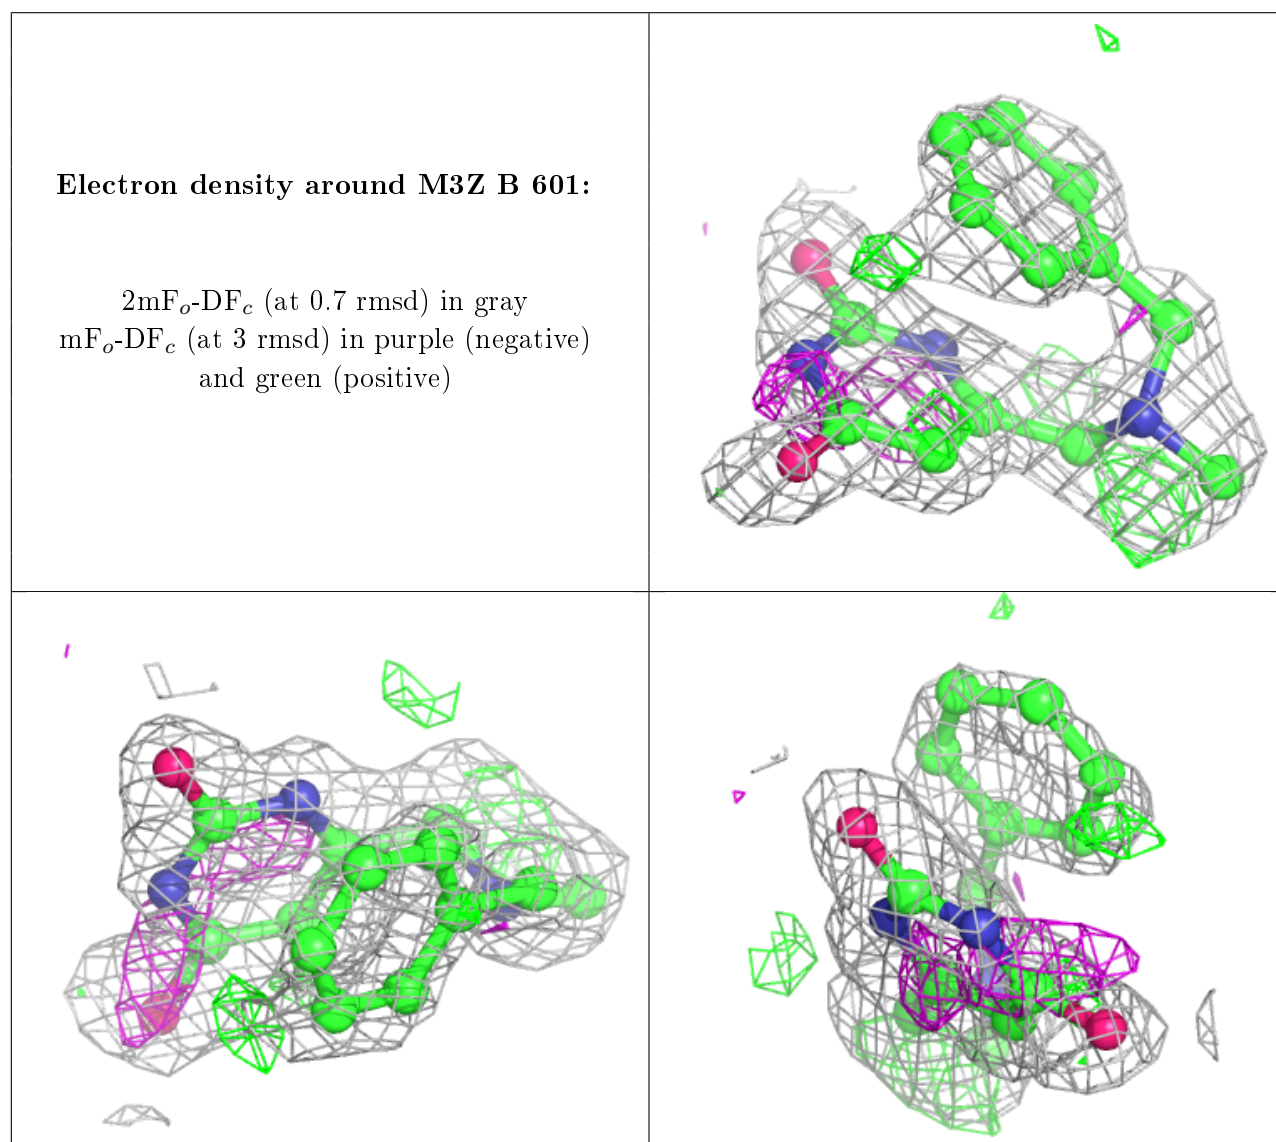 Electron density around M3Z B 601:
2mFₒ-DF𝒸 (at 0.7 rmsd) in gray
mFₒ-DF𝒸 (at 3 rmsd) in purple (negative)
and green (positive)